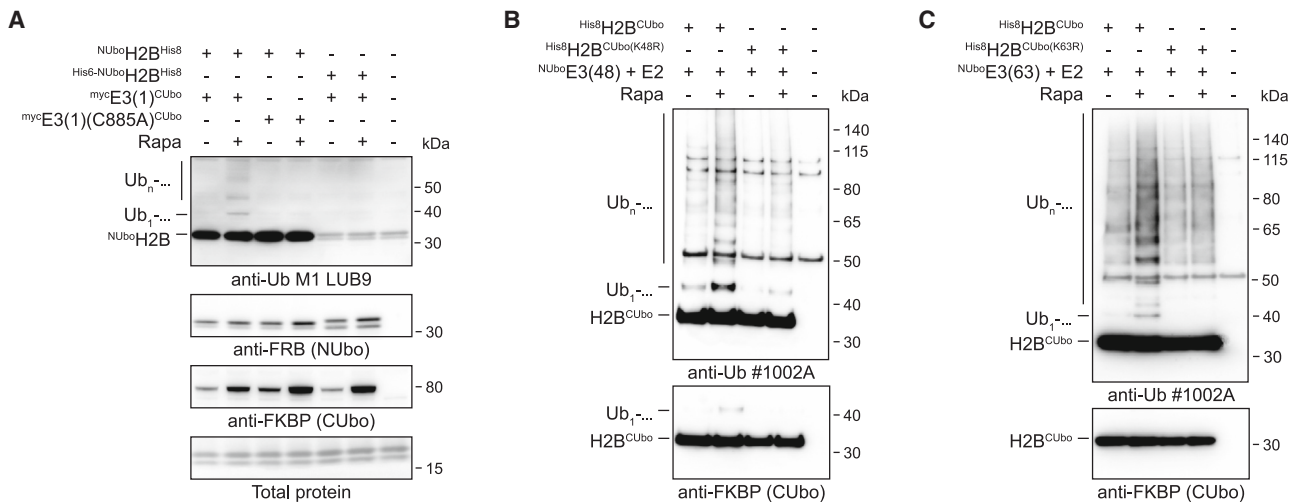 A
NUboH2BHis8 + + + + - - -
His6-NUboH2BHis8 - - - - + + -
mycE3(1)CUbo + + - - + + -
mycE3(1)(C885A)CUbo - - + + - - -
Rapa - + - + - + - kDa
Ubn-...
50
Ub1-...
40
NUboH2B
30
anti-Ub M1 LUB9
30
anti-FRB (NUbo)
80
anti-FKBP (CUbo)
15
Total protein
B
His8H2BCUbo + + - - -
His8H2BCUbo(K48R) - - + + -
NUboE3(48) + E2 + + + + -
Rapa - + - + - kDa
140
115
Ubn-...
80
65
50
Ub1-...
40
H2BCUbo
30
anti-Ub #1002A
Ub1-...
40
H2BCUbo
30
anti-FKBP (CUbo)
C
His8H2BCUbo + + - - -
His8H2BCUbo(K63R) - - + + -
NUboE3(63) + E2 + + + + -
Rapa - + - + - kDa
140
115
80
Ubn-...
65
50
Ub1-...
40
H2BCUbo
30
anti-Ub #1002A
H2BCUbo
30
anti-FKBP (CUbo)